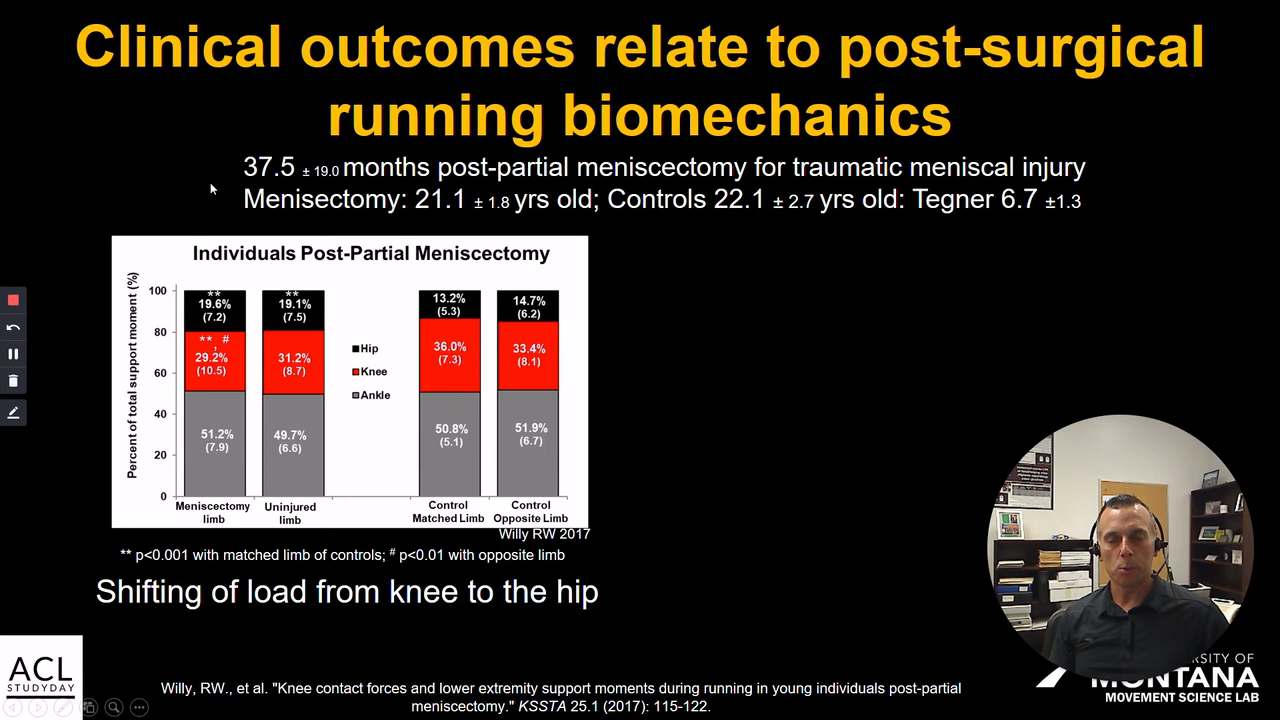 Clinical outcomes relate to post-surgical
running biomechanics
37.5 ± 19.0 months post-partial meniscectomy for traumatic meniscal injury
Menisectomy: 21.1 ± 1.8 yrs old; Controls 22.1 ± 2.7 yrs old: Tegner 6.7 ±1.3
Individuals Post-Partial Meniscectomy
Percent of total support moment (%)
100
80
60
40
20
0
**
19.6%
(7.2)
**, #
29.2%
(10.5)
51.2%
(7.9)
Meniscectomy
limb
**
19.1%
(7.5)
31.2%
(8.7)
49.7%
(6.6)
Uninjured
limb
Hip
Knee
Ankle
13.2%
(5.3)
36.0%
(7.3)
50.8%
(5.1)
Control
Matched Limb
14.7%
(6.2)
33.4%
(8.1)
51.9%
(6.7)
Control
Opposite Limb
Willy RW 2017
** p<0.001 with matched limb of controls; # p<0.01 with opposite limb
Shifting of load from knee to the hip
ACL
STUDYDAY
Willy, RW., et al. "Knee contact forces and lower extremity support moments during running in young individuals post-partial
meniscectomy." KSSTA 25.1 (2017): 115-122.
OF
MONTANA
MOVEMENT SCIENCE LAB